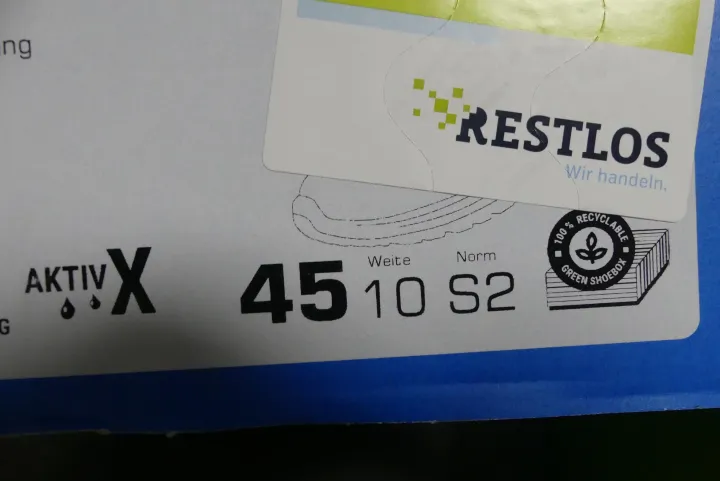 ng
RESTLOS
Wir handeln.
100 % RECYCLABLE
GREEN SHOEBOX
AKTIV X
45
Weite
10
Norm
S2
G